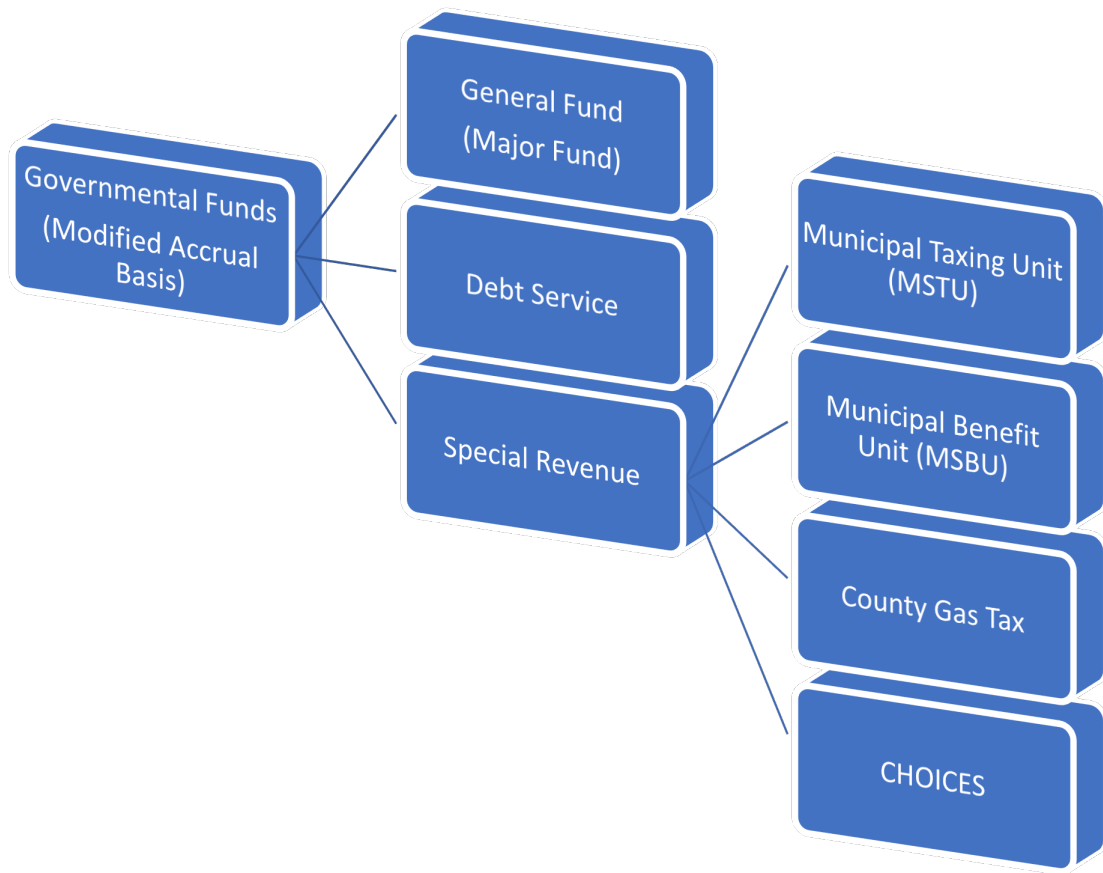 Governmental Funds
(Modified Accrual
Basis)
General Fund
(Major Fund)
Debt Service
Special Revenue
Municipal Taxing Unit
(MSTU)
Municipal Benefit
Unit (MSBU)
County Gas Tax
CHOICES